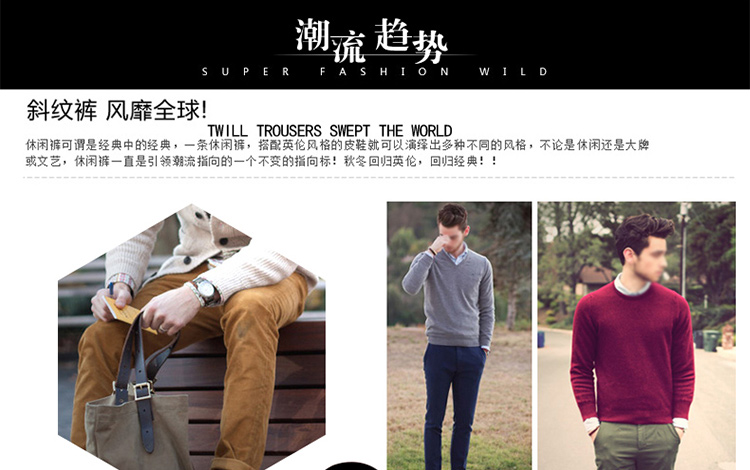 潮流趋势
SUPER FASHION WILD
斜纹裤 风靡全球!
TWILL TROUSERS SWEPT THE WORLD
休闲裤可谓是经典中的经典，一条休闲裤，搭配英伦风格的皮鞋就可以演绎出多种不同的风格，不论是休闲还是大牌
或文艺，休闲裤一直是引领潮流指向的一个不变的指向标！秋冬回归英伦，回归经典！！